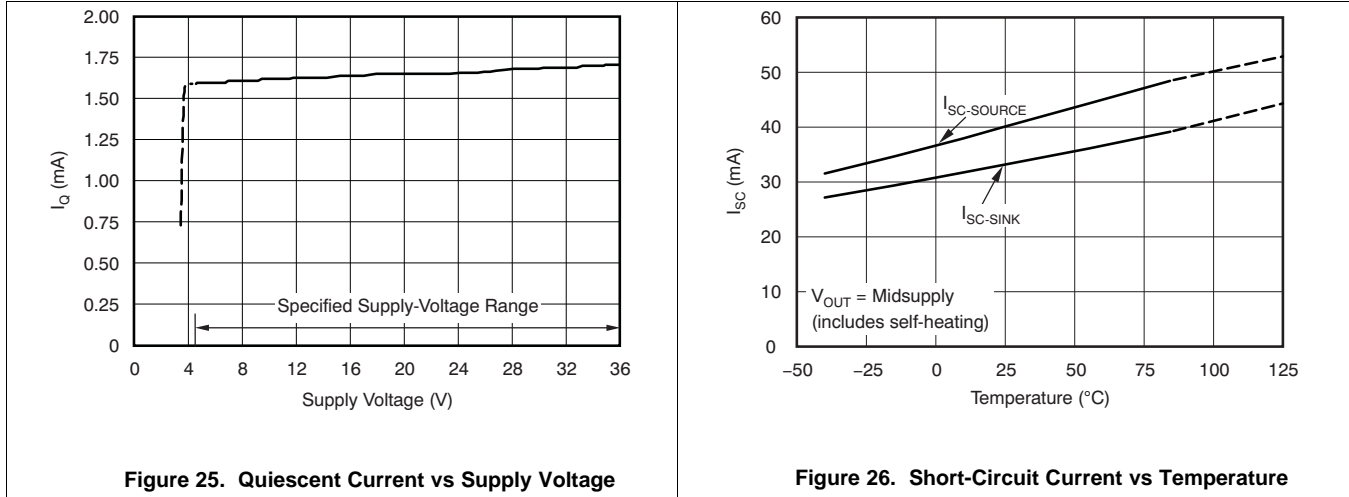 2.00
1.75
1.50
1.25
1.00
0.75
0.50
0.25
0
I_Q (mA)
Specified Supply-Voltage Range
0 4 8 12 16 20 24 28 32 36
Supply Voltage (V)
Figure 25. Quiescent Current vs Supply Voltage
60
50
40
30
20
10
0
I_SC (mA)
I_SC-SOURCE
I_SC-SINK
V_OUT = Midsupply
(includes self-heating)
−50 −25 0 25 50 75 100 125
Temperature (°C)
Figure 26. Short-Circuit Current vs Temperature